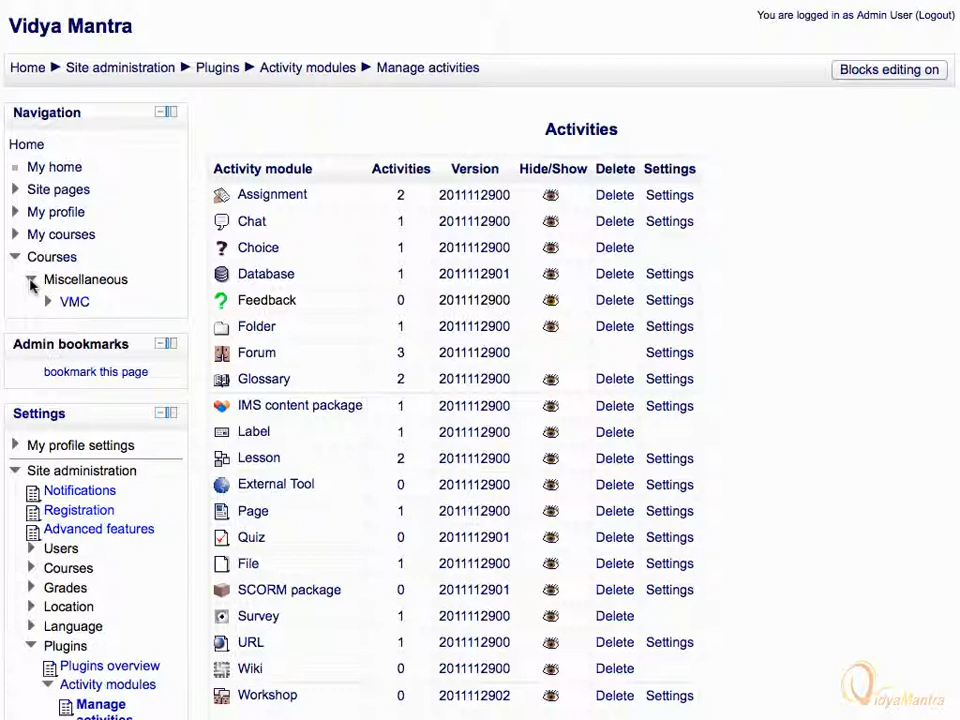 Vidya Mantra
You are logged in as Admin User (Logout)
Home ► Site administration ► Plugins ► Activity modules ► Manage activities
Blocks editing on
Navigation
Home
My home
Site pages
My profile
My courses
Courses
Miscellaneous
VMC
Admin bookmarks
bookmark this page
Settings
My profile settings
Site administration
Notifications
Registration
Advanced features
Users
Courses
Grades
Location
Language
Plugins
Plugins overview
Activity modules
Manage
activities
Activities
Activity module Activities Version Hide/Show Delete Settings
Assignment 2 2011112900 Delete Settings
Chat 1 2011112900 Delete Settings
Choice 1 2011112900 Delete
Database 1 2011112901 Delete Settings
Feedback 0 2011112900 Delete Settings
Folder 1 2011112900 Delete Settings
Forum 3 2011112900 Settings
Glossary 2 2011112900 Delete Settings
IMS content package 1 2011112900 Delete Settings
Label 1 2011112900 Delete
Lesson 2 2011112900 Delete Settings
External Tool 0 2011112900 Delete Settings
Page 1 2011112900 Delete Settings
Quiz 0 2011112901 Delete Settings
File 1 2011112900 Delete Settings
SCORM package 0 2011112901 Delete Settings
Survey 1 2011112900 Delete
URL 1 2011112900 Delete Settings
Wiki 0 2011112900 Delete
Workshop 0 2011112902 Delete Settings
VidyaMantra